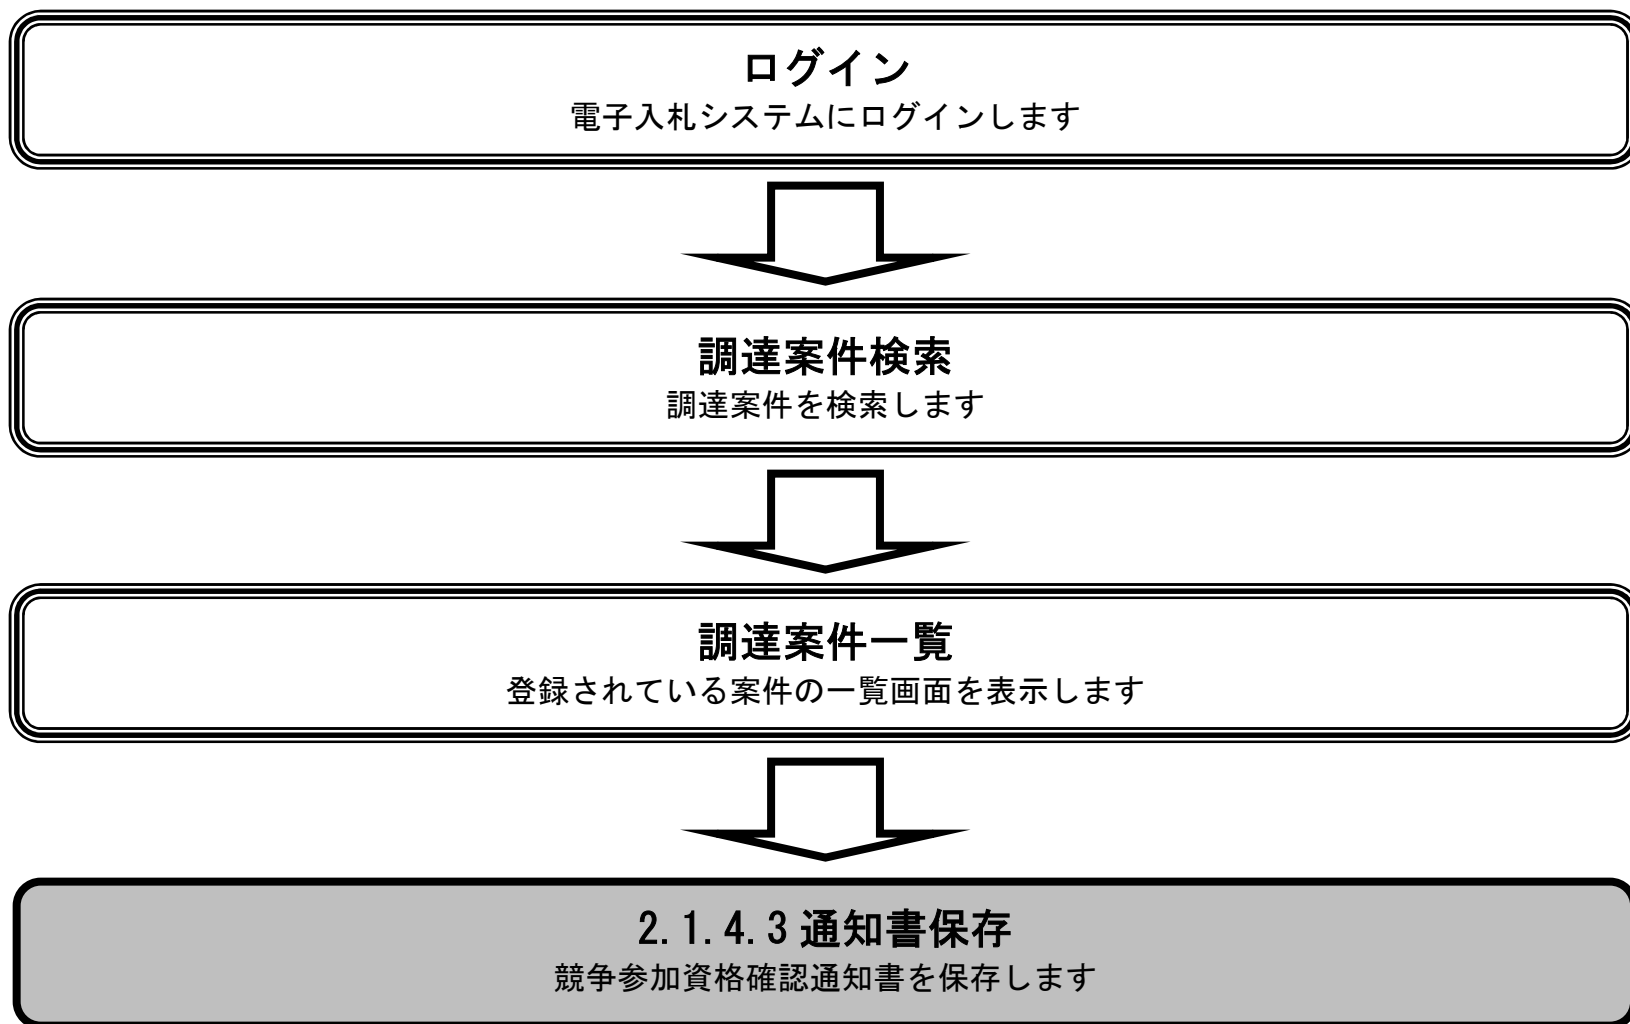 ログイン
電子入札システムにログインします
調達案件検索
調達案件を検索します
調達案件一覧
登録されている案件の一覧画面を表示します
2.1.4.3 通知書保存
競争参加資格確認通知書を保存します